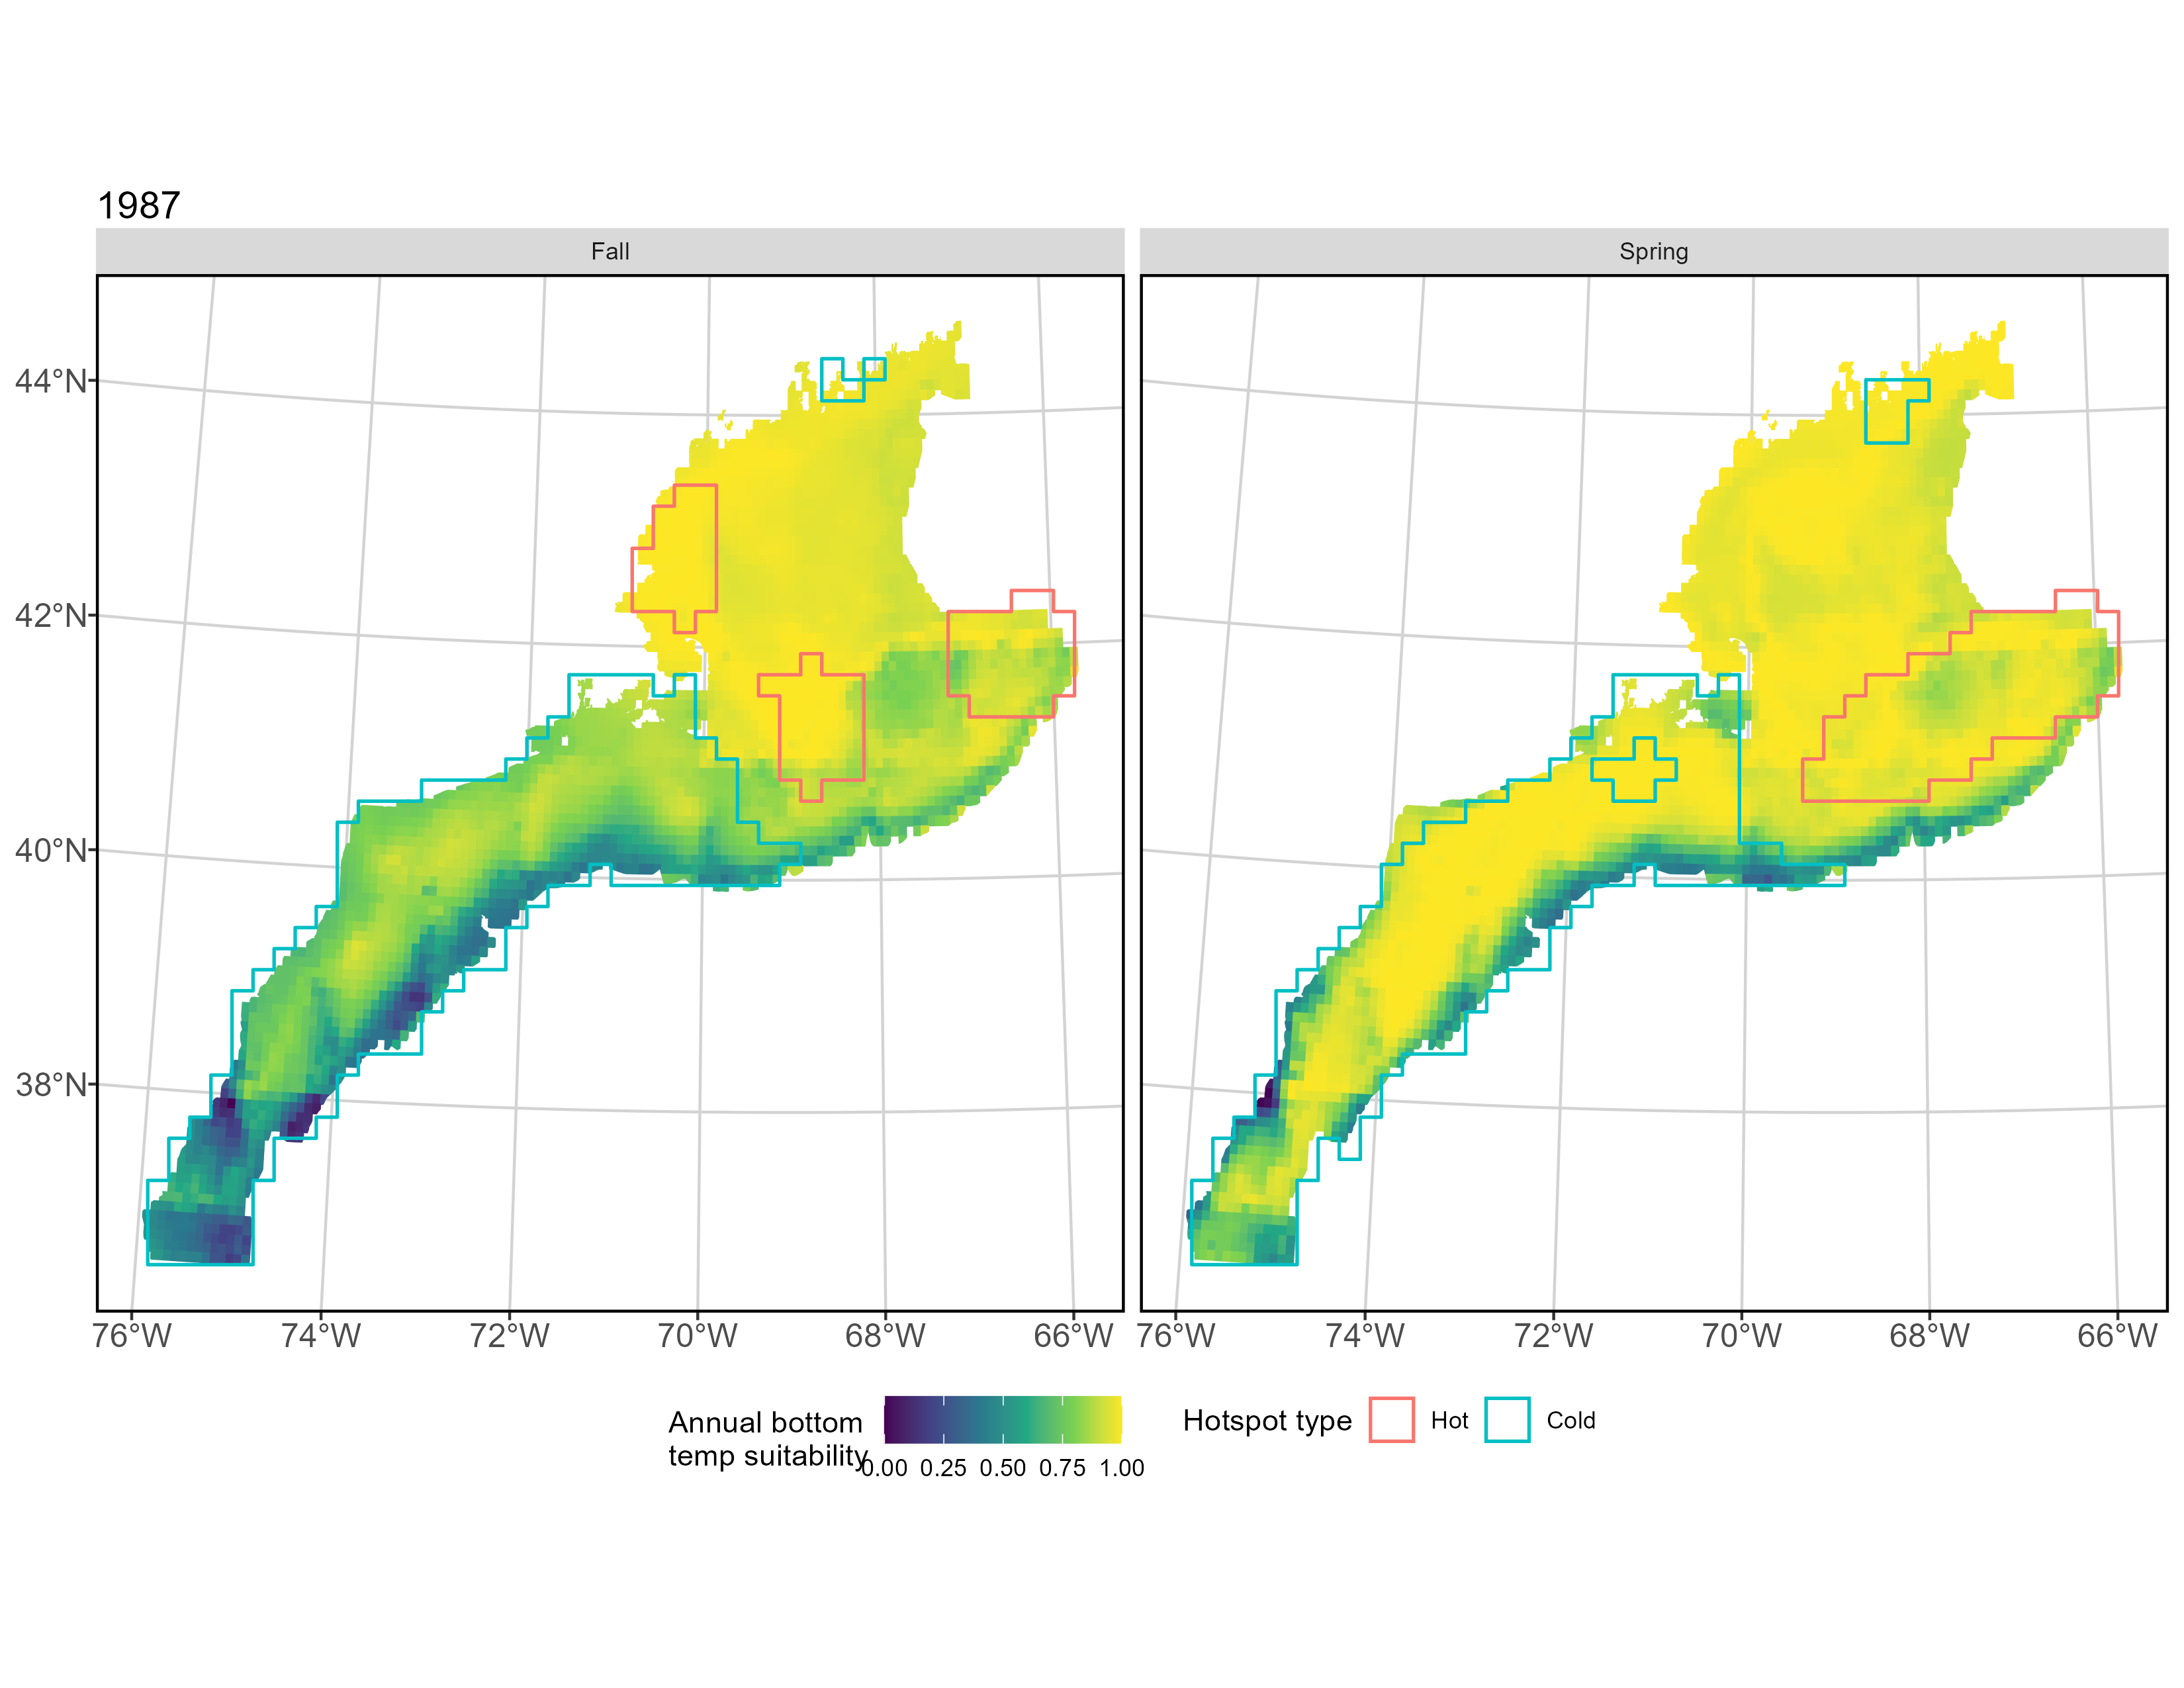 1987
Fall
Spring
44°N
42°N
40°N
38°N
76°W 74°W 72°W 70°W 68°W 66°W
76°W 74°W 72°W 70°W 68°W 66°W
Annual bottom
temp suitability
0.00 0.25 0.50 0.75 1.00
Hotspot type Hot Cold